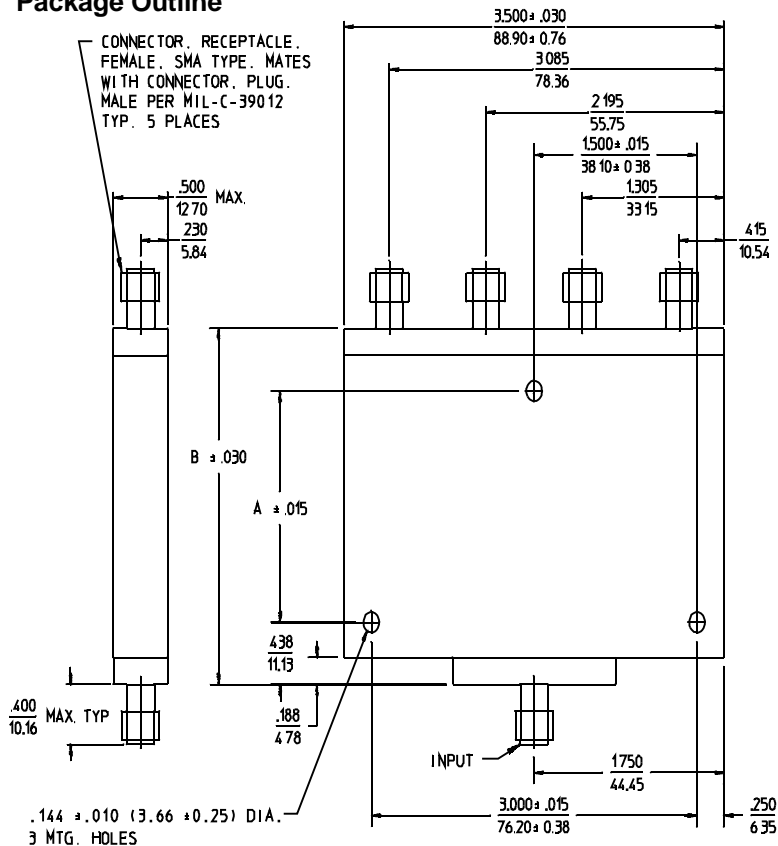 Package Outline
CONNECTOR, RECEPTACLE,
FEMALE, SMA TYPE. MATES
WITH CONNECTOR, PLUG.
MALE PER MIL-C-39012
TYP. 5 PLACES
3.500± .030
88.90± 0.76
3 085
78.36
2 195
55.75
1.500± .015
38 10± 0 38
1.305
33 15
415
10.54
.500 MAX.
12 70
.230
5.84
B ±.030
A ±.015
438
11.13
.188
4 78
.400 MAX. TYP
10.16
INPUT
1 750
44.45
3.000± .015
76.20± 0.38
.250
6 35
.144 ±.010 (3.66 ±0.25) DIA.
3 MTG. HOLES